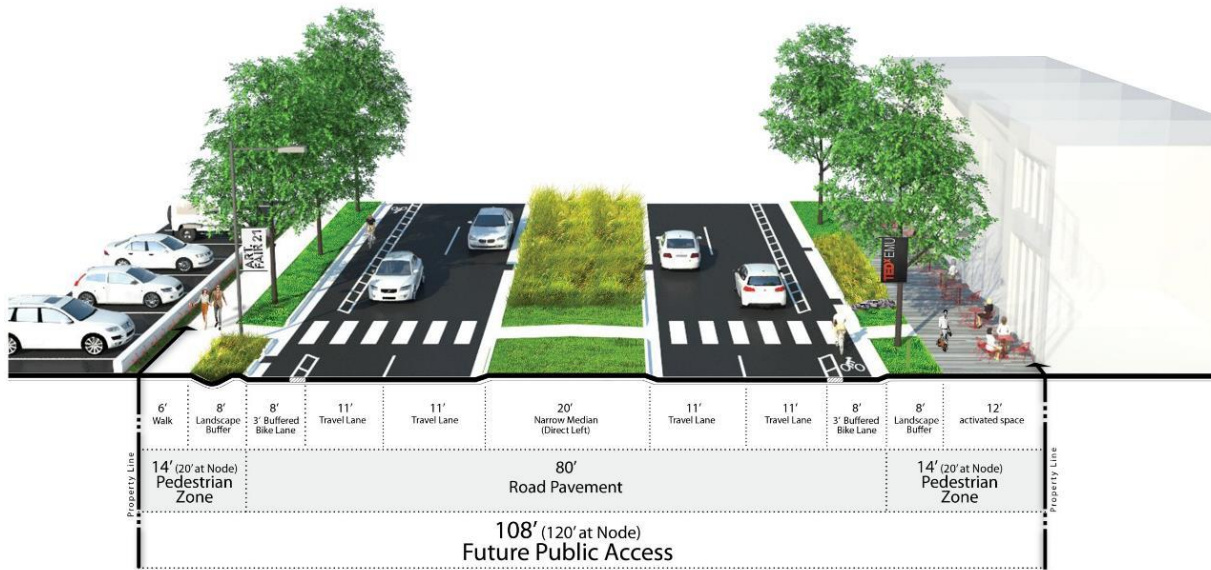 ART
FAIR 21
TEDxEMU
6'
Walk
8'
Landscape
Buffer
8'
3' Buffered
Bike Lane
11'
Travel Lane
11'
Travel Lane
20'
Narrow Median
(Direct Left)
11'
Travel Lane
11'
Travel Lane
8'
3' Buffered
Bike Lane
8'
Landscape
Buffer
12'
activated space
Property Line
14' (20' at Node)
Pedestrian
Zone
80'
Road Pavement
14' (20' at Node)
Pedestrian
Zone
Property Line
108' (120' at Node)
Future Public Access